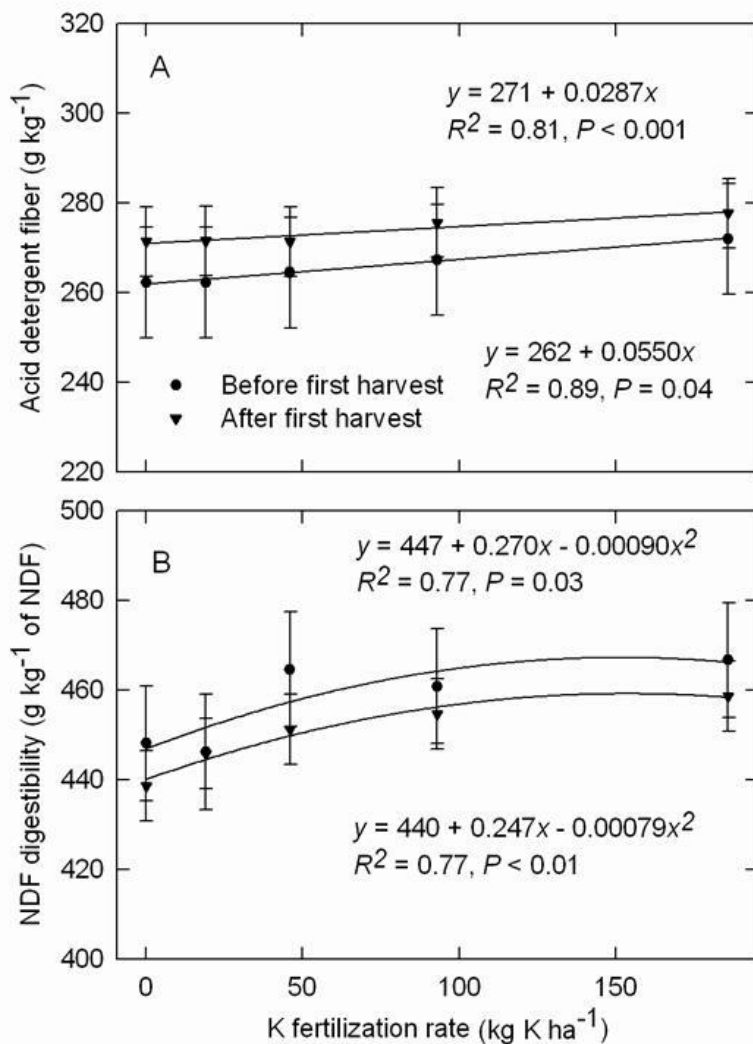 A
Acid detergent fiber (g kg⁻¹)
320
300
280
260
240
220
y = 271 + 0.0287x
R² = 0.81, P < 0.001
y = 262 + 0.0550x
R² = 0.89, P = 0.04
Before first harvest
After first harvest
B
NDF digestibility (g kg⁻¹ of NDF)
500
480
460
440
420
400
y = 447 + 0.270x - 0.00090x²
R² = 0.77, P = 0.03
y = 440 + 0.247x - 0.00079x²
R² = 0.77, P < 0.01
0 50 100 150
K fertilization rate (kg K ha⁻¹)